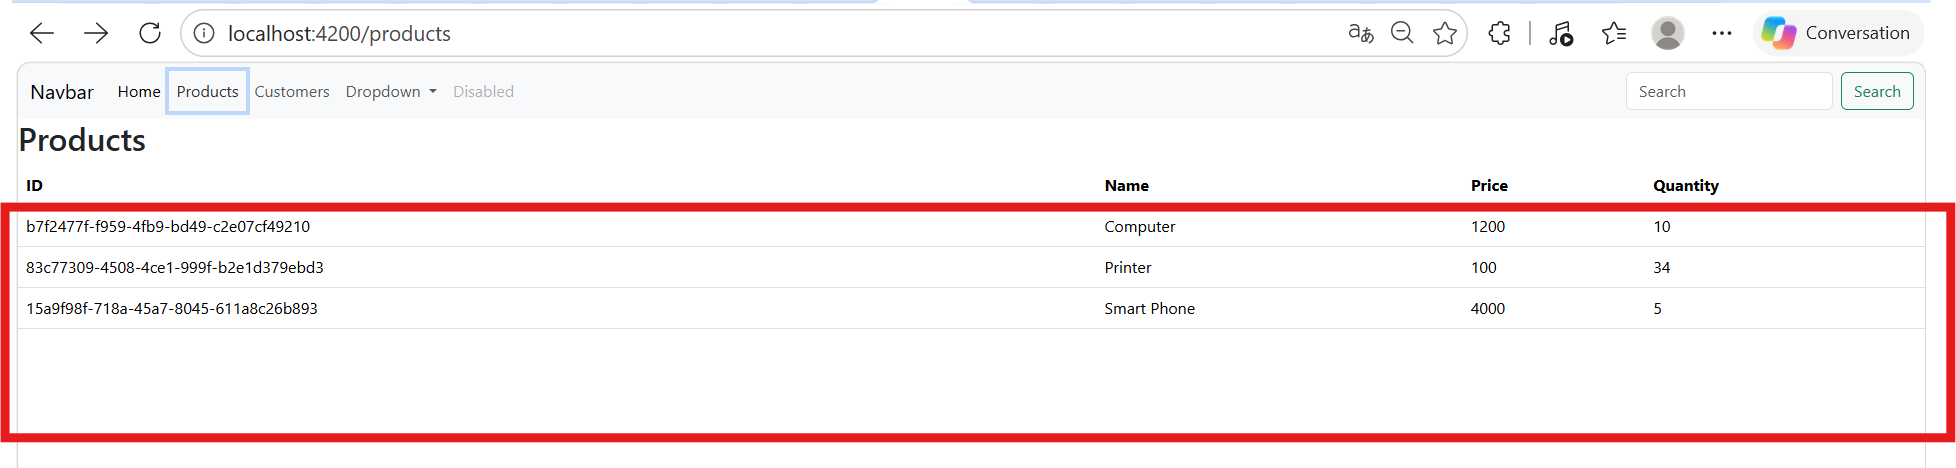 localhost:4200/products aあ Conversation
Navbar Home Products Customers Dropdown Disabled Search Search
Products
ID Name Price Quantity
b7f2477f-f959-4fb9-bd49-c2e07cf49210 Computer 1200 10
83c77309-4508-4ce1-999f-b2e1d379ebd3 Printer 100 34
15a9f98f-718a-45a7-8045-611a8c26b893 Smart Phone 4000 5